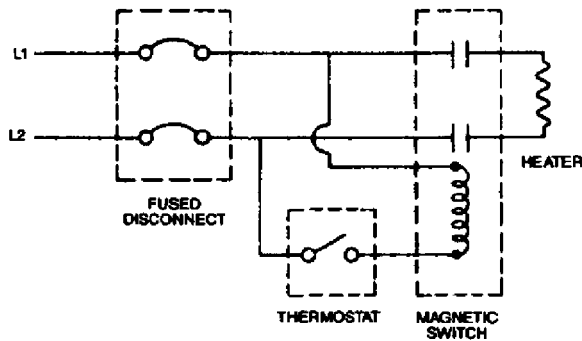 L1
L2
HEATER
FUSED
DISCONNECT
THERMOSTAT
MAGNETIC
SWITCH